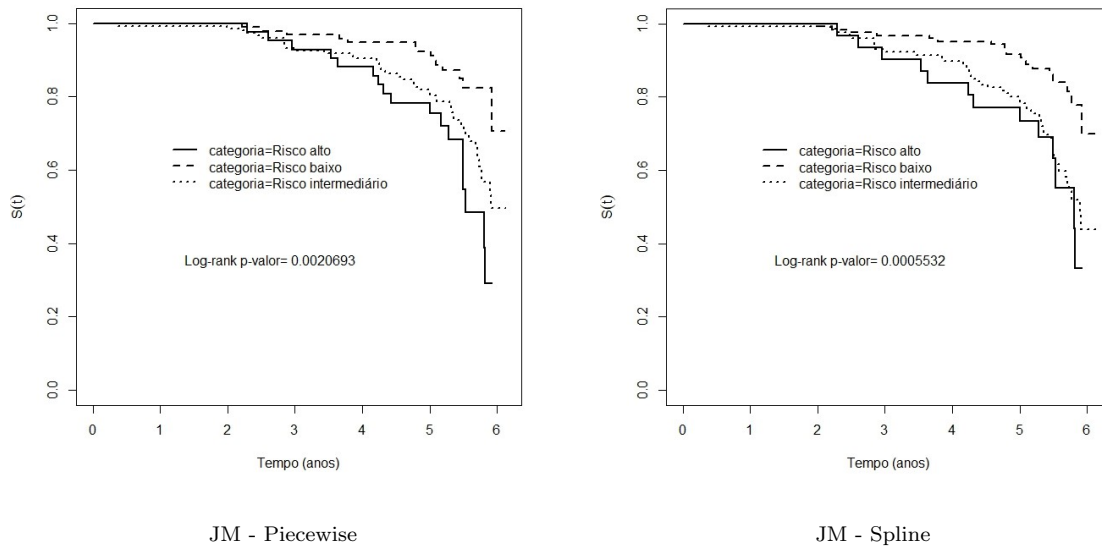 1.0
0.8
0.6
0.4
0.2
0.0
S(t)
categoria=Risco alto
categoria=Risco baixo
categoria=Risco intermediário
Log-rank p-valor= 0.0020693
0 1 2 3 4 5 6
Tempo (anos)
JM - Piecewise
1.0
0.8
0.6
0.4
0.2
0.0
S(t)
categoria=Risco alto
categoria=Risco baixo
categoria=Risco intermediário
Log-rank p-valor= 0.0005532
0 1 2 3 4 5 6
Tempo (anos)
JM - Spline